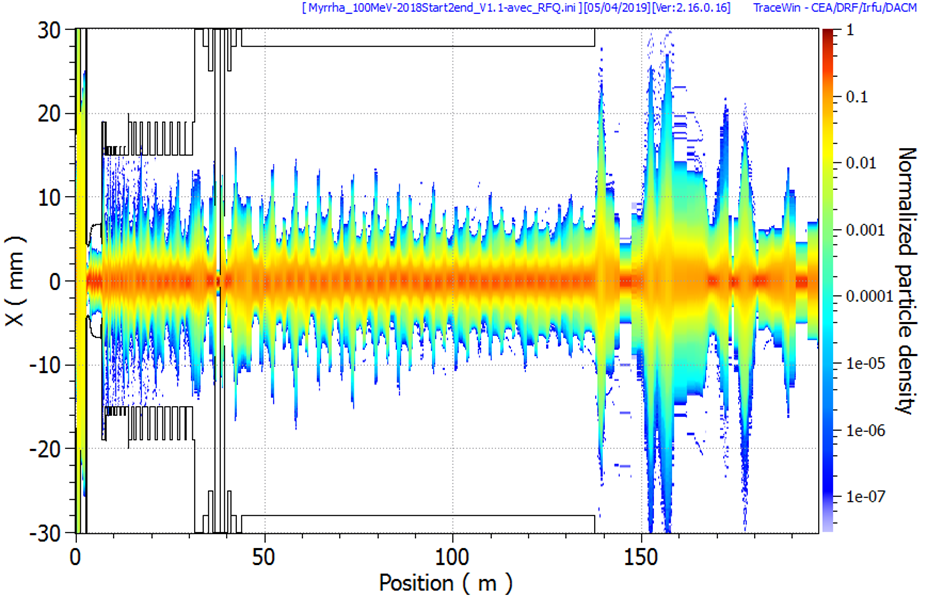 [ Myrrha_100MeV-2018Start2end_V1.1-avec_RFQ.ini ][05/04/2019][Ver:2.16.0.16] TraceWin - CEA/DRF/Irfu/DACM
30
20
10
0
-10
-20
-30
X ( mm )
0
50
100
150
Position ( m )
1
0.1
0.01
0.001
0.0001
1e-05
1e-06
1e-07
Normalized particle density